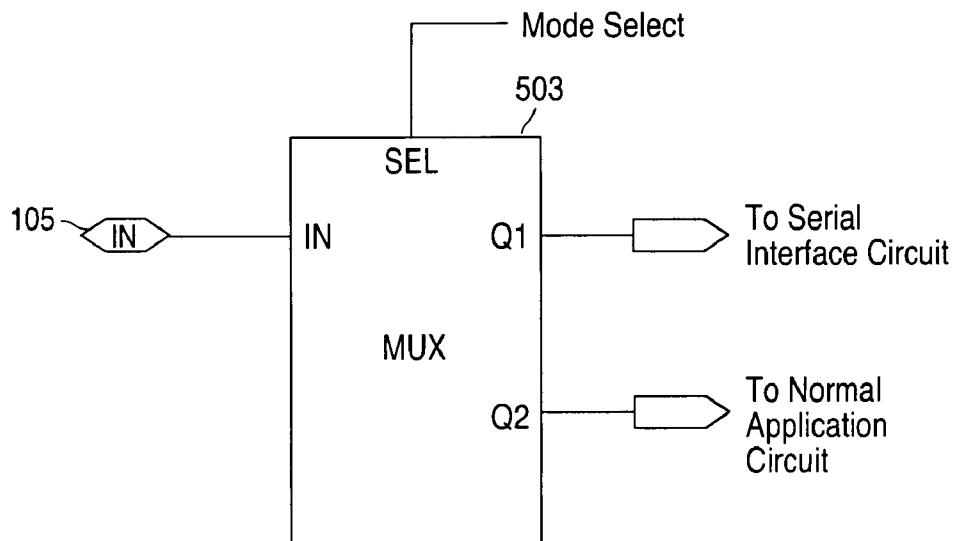 Mode Select
503
SEL
105
IN
IN
Q1
To Serial
Interface Circuit
MUX
Q2
To Normal
Application
Circuit